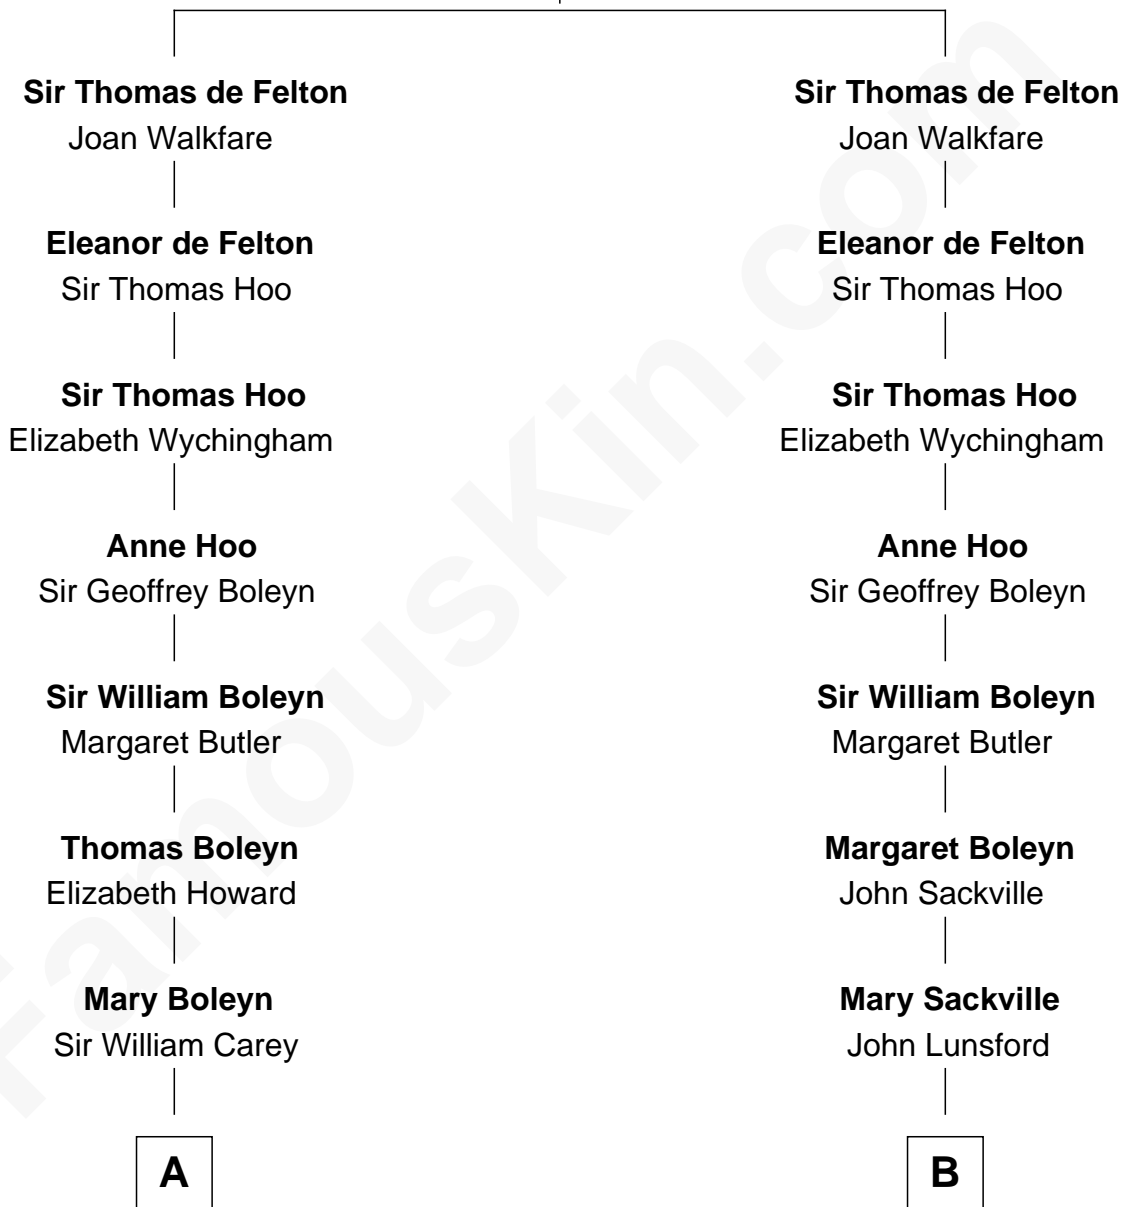 Sir Thomas de Felton
Joan Walkfare
Eleanor de Felton
Sir Thomas Hoo
Sir Thomas Hoo
Elizabeth Wychingham
Anne Hoo
Sir Geoffrey Boleyn
Sir William Boleyn
Margaret Butler
Thomas Boleyn
Elizabeth Howard
Mary Boleyn
Sir William Carey
A
Sir Thomas de Felton
Joan Walkfare
Eleanor de Felton
Sir Thomas Hoo
Sir Thomas Hoo
Elizabeth Wychingham
Anne Hoo
Sir Geoffrey Boleyn
Sir William Boleyn
Margaret Butler
Margaret Boleyn
John Sackville
Mary Sackville
John Lunsford
B
FamousKin.com